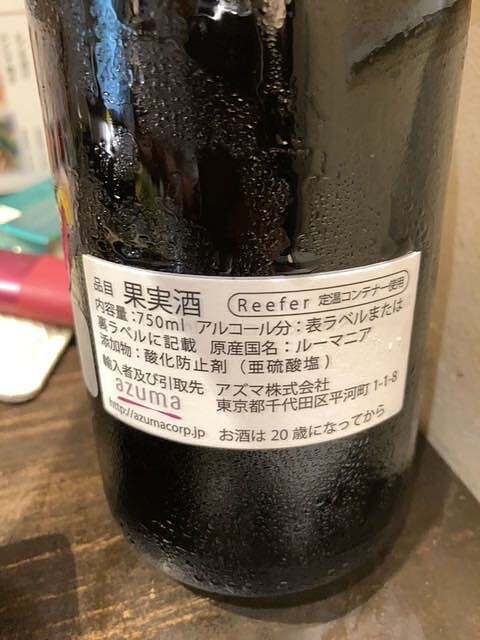 品目 果実酒 Reefer 定温コンテナー使用
内容量：750ml アルコール分：表ラベルまたは
裏ラベルに記載 原産国名：ルーマニア
添加物：酸化防止剤（亜硫酸塩）
輸入者及び引取先 アズマ株式会社
azuma 東京都千代田区平河町 1-1-8
http://azumacorp.jp お酒は 20 歳になってから